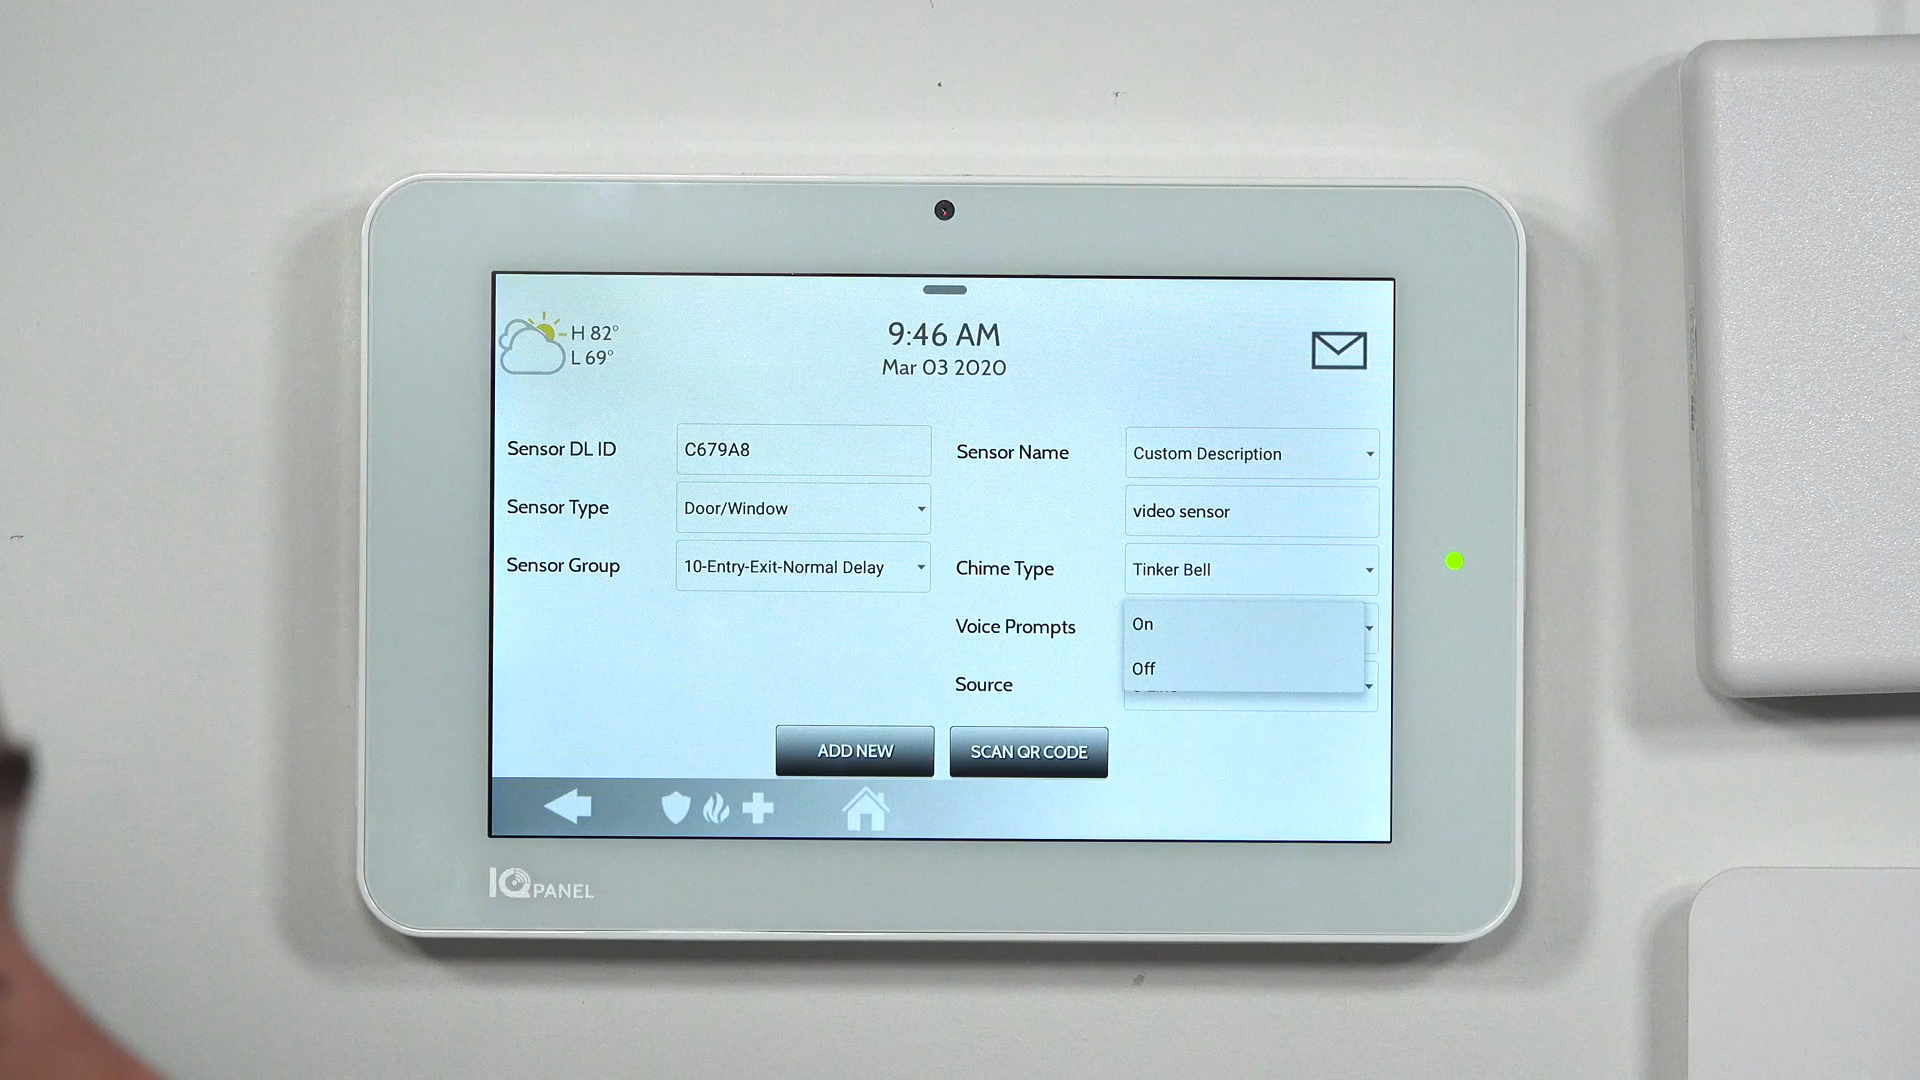 H 82°
L 69°
9:46 AM
Mar 03 2020
Sensor DL ID
C679A8
Sensor Name
Custom Description
Sensor Type
Door/Window
video sensor
Sensor Group
10-Entry-Exit-Normal Delay
Chime Type
Tinker Bell
Voice Prompts
On
Off
Source
ADD NEW
SCAN QR CODE
IQ PANEL